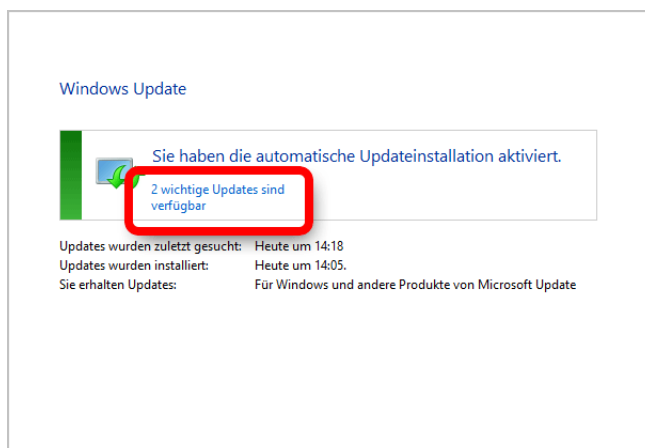 Windows Update
Sie haben die automatische Updateinstallation aktiviert.
2 wichtige Updates sind
verfügbar
Updates wurden zuletzt gesucht: Heute um 14:18
Updates wurden installiert: Heute um 14:05.
Sie erhalten Updates: Für Windows und andere Produkte von Microsoft Update